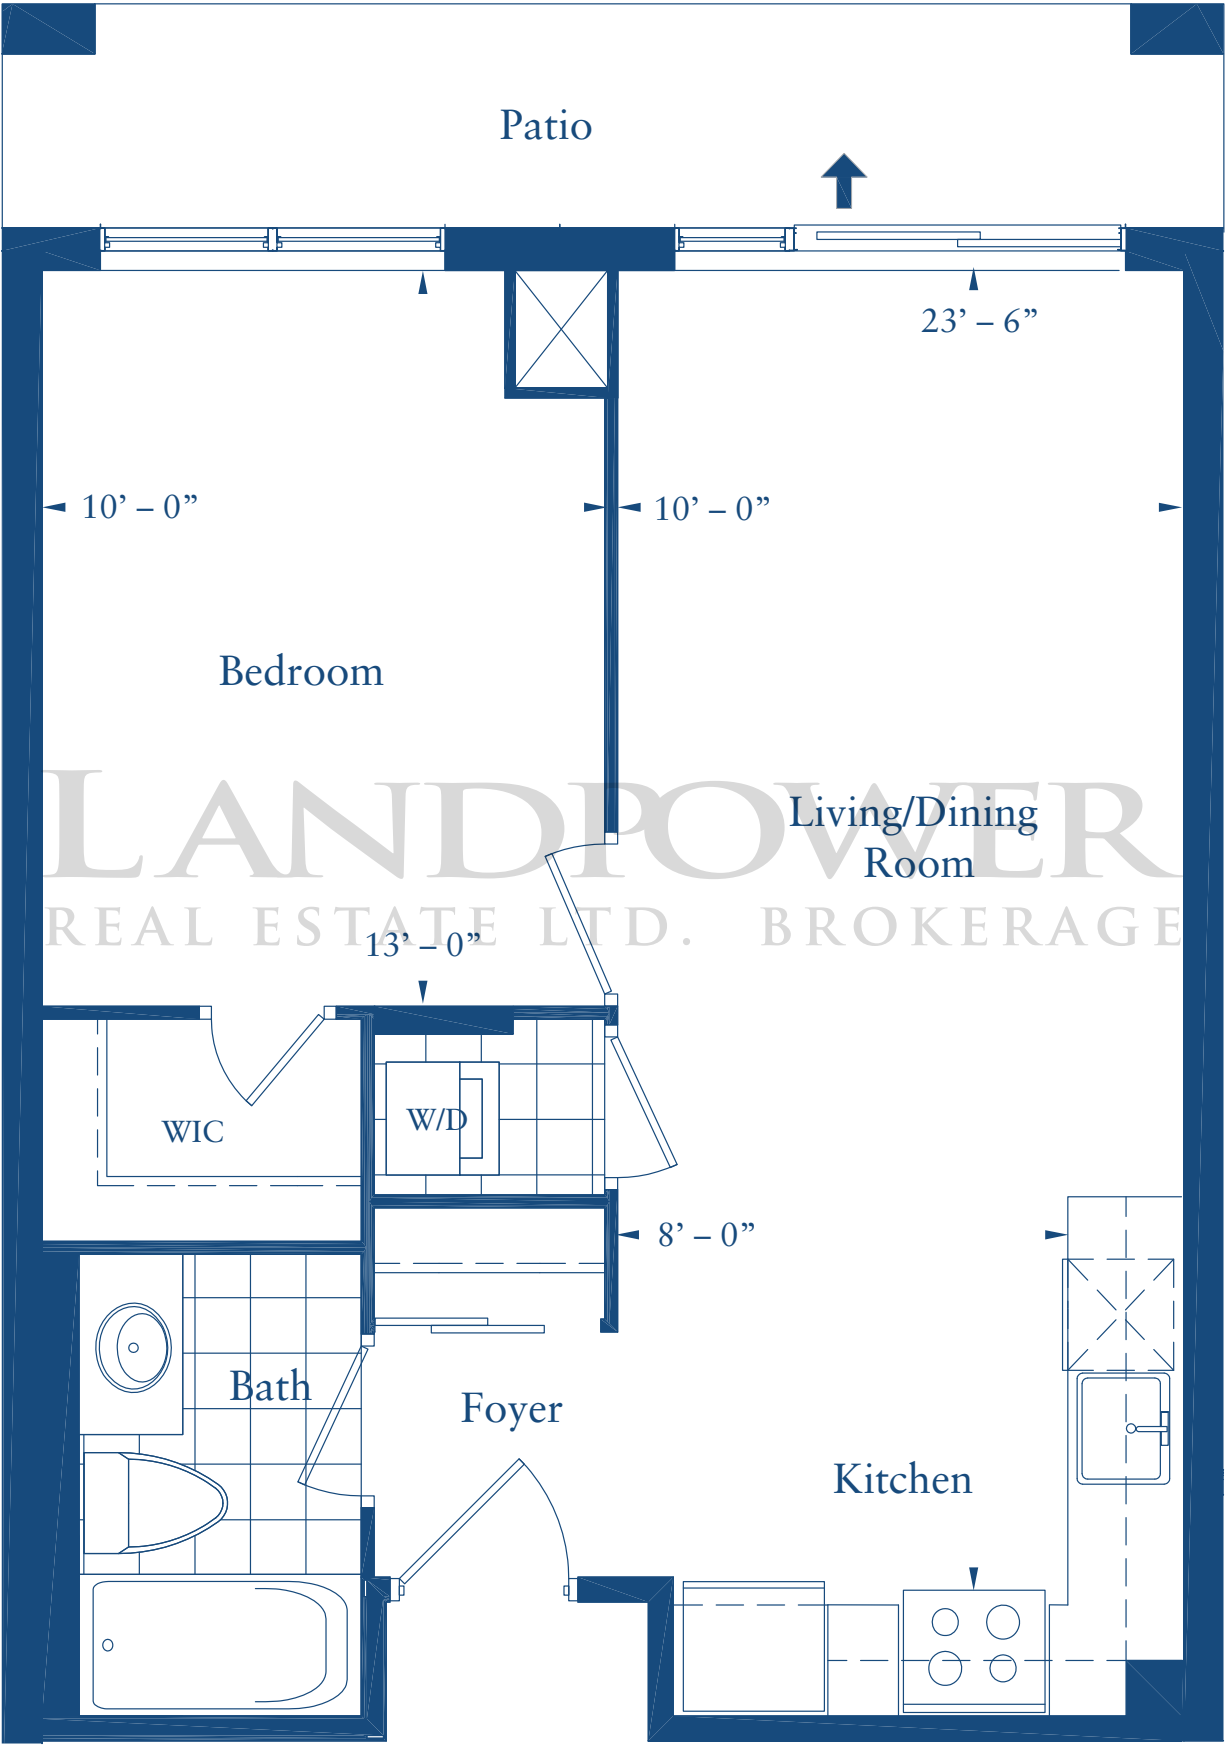 Patio
23’ – 6”
10’ – 0”
10’ – 0”
Bedroom
LANDPOWER
Living/Dining
Room
REAL ESTATE LTD. BROKERAGE
13’ – 0”
WIC
W/D
8’ – 0”
Bath
Foyer
Kitchen